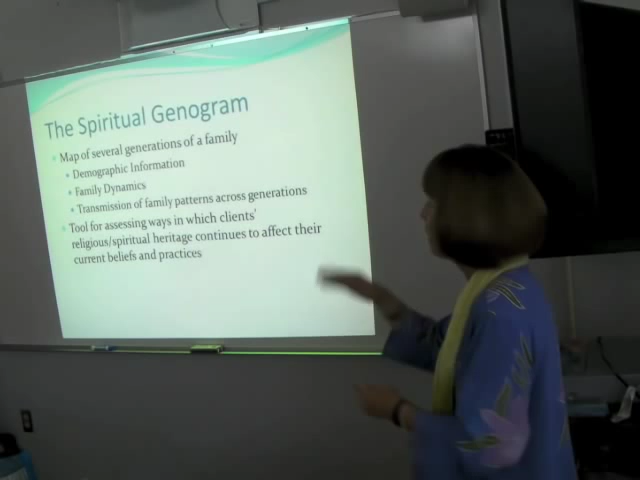 The Spiritual Genogram
Map of several generations of a family
Demographic Information
Family Dynamics
Transmission of family patterns across generations
Tool for assessing ways in which clients'
religious/spiritual heritage continues to affect their
current beliefs and practices